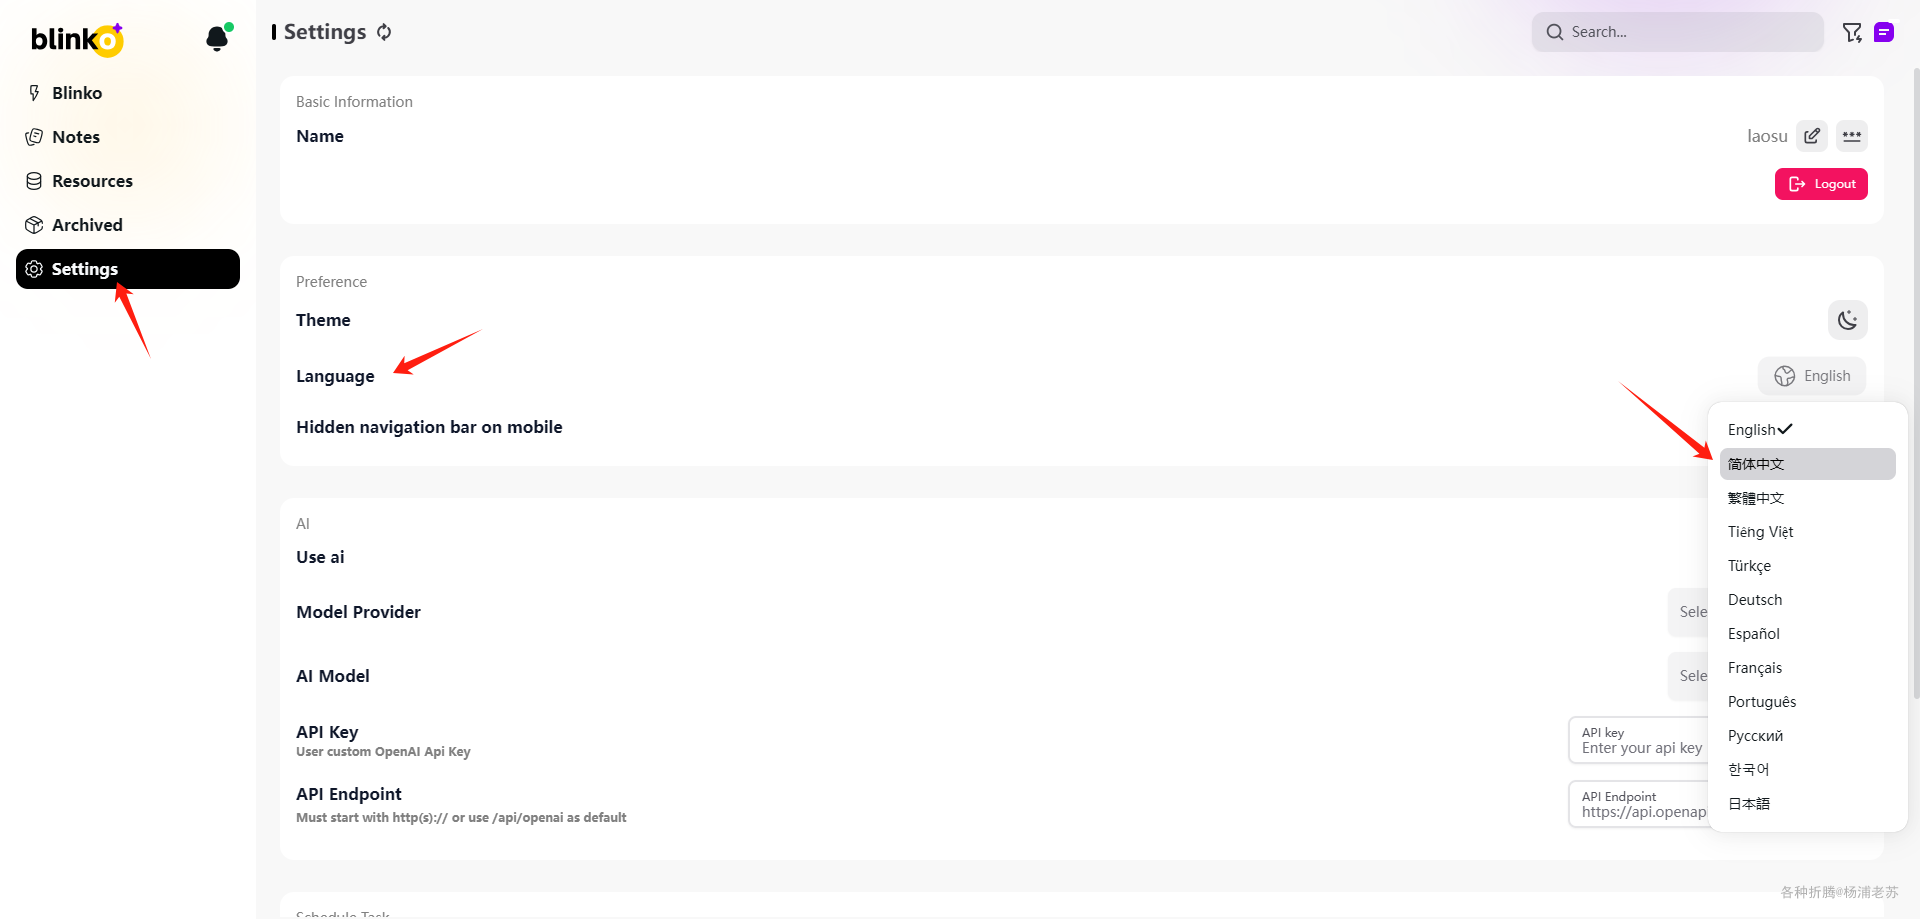 blinko
Blinko
Notes
Resources
Archived
Settings
Settings
Search...
Basic Information
Name
laosu
Logout
Preference
Theme
Language
English
Hidden navigation bar on mobile
English
简体中文
繁體中文
Tiếng Việt
Türkçe
Deutsch
Español
Français
Português
Русский
한국어
日本語
AI
Use ai
Model Provider
Sele
AI Model
Sele
API Key
User custom OpenAI Api Key
API key
Enter your api key
API Endpoint
Must start with http(s):// or use /api/openai as default
API Endpoint
https://api.openap
Schedule Task
各种折腾@杨浦老苏